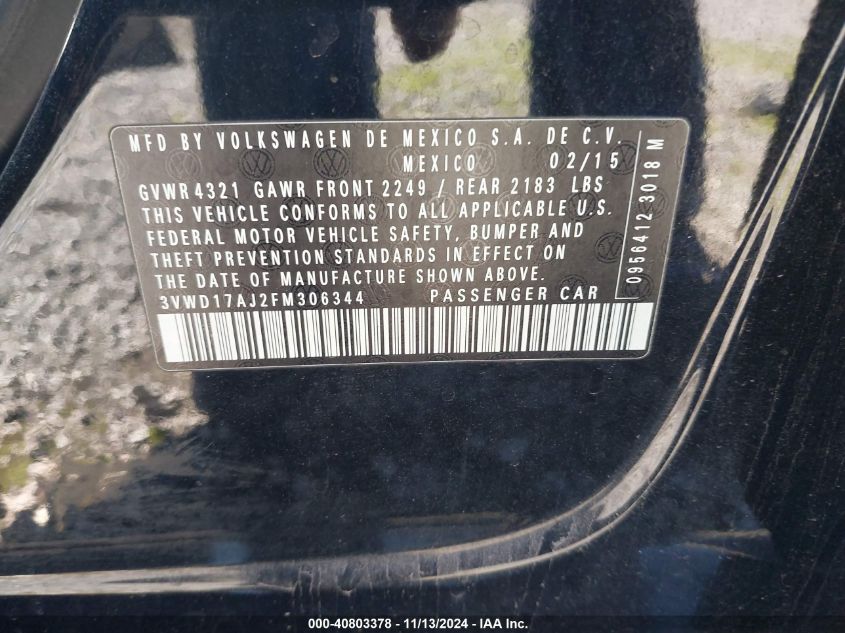 MFD BY VOLKSWAGEN DE MEXICO S.A. DE C.V.
MEXICO 02/15
GVWR 4321 GAWR FRONT 2249 / REAR 2183 LBS
THIS VEHICLE CONFORMS TO ALL APPLICABLE U.S.
FEDERAL MOTOR VEHICLE SAFETY, BUMPER AND
THEFT PREVENTION STANDARDS IN EFFECT ON
THE DATE OF MANUFACTURE SHOWN ABOVE.
3VWD17AJ2FM306344 PASSENGER CAR
0956412-3018 M
000-40803378 - 11/13/2024 - IAA Inc.